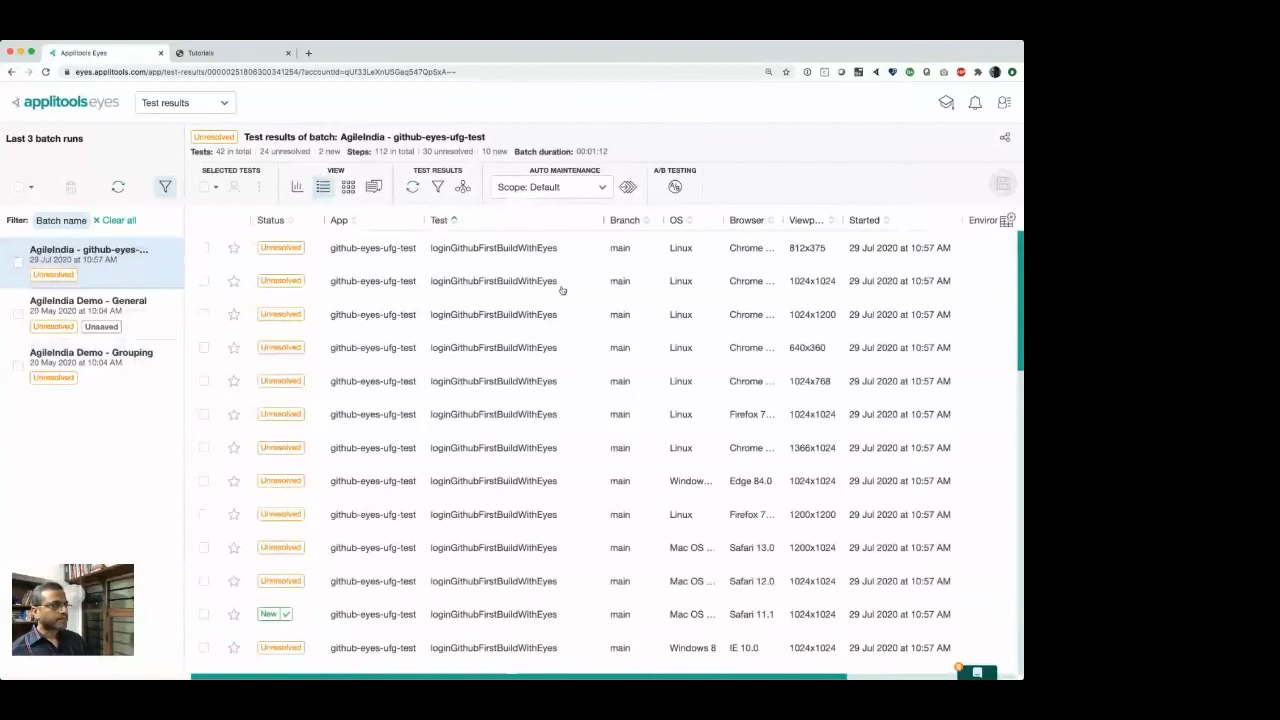 Applitools Eyes
Tutorials
eyes.applitools.com/app/test-results/00000251806300341254/?accountId=qUf33LeXnUSGaq547QpSxA~~
applitools eyes
Test results
Last 3 batch runs
Unresolved Test results of batch: AgileIndia - github-eyes-ufg-test
Tests: 42 in total | 24 unresolved | 2 new Steps: 112 in total | 30 unresolved | 10 new Batch duration: 00:01:12
SELECTED TESTS VIEW TEST RESULTS AUTO MAINTENANCE A/B TESTING
Scope: Default
Filter: Batch name × Clear all
AgileIndia - github-eyes-...
29 Jul 2020 at 10:57 AM
Unresolved
AgileIndia Demo - General
20 May 2020 at 10:04 AM
Unresolved Unsaved
AgileIndia Demo - Grouping
20 May 2020 at 10:04 AM
Unresolved
Status App Test Branch OS Browser Viewp... Started Environ
Unresolved github-eyes-ufg-test loginGithubFirstBuildWithEyes main Linux Chrome ... 812x375 29 Jul 2020 at 10:57 AM
Unresolved github-eyes-ufg-test loginGithubFirstBuildWithEyes main Linux Chrome ... 1024x1024 29 Jul 2020 at 10:57 AM
Unresolved github-eyes-ufg-test loginGithubFirstBuildWithEyes main Linux Chrome ... 1024x1200 29 Jul 2020 at 10:57 AM
Unresolved github-eyes-ufg-test loginGithubFirstBuildWithEyes main Linux Chrome ... 640x360 29 Jul 2020 at 10:57 AM
Unresolved github-eyes-ufg-test loginGithubFirstBuildWithEyes main Linux Chrome ... 1024x768 29 Jul 2020 at 10:57 AM
Unresolved github-eyes-ufg-test loginGithubFirstBuildWithEyes main Linux Firefox 7... 1024x1024 29 Jul 2020 at 10:57 AM
Unresolved github-eyes-ufg-test loginGithubFirstBuildWithEyes main Linux Chrome ... 1366x1024 29 Jul 2020 at 10:57 AM
Unresolved github-eyes-ufg-test loginGithubFirstBuildWithEyes main Window... Edge 84.0 1024x1024 29 Jul 2020 at 10:57 AM
Unresolved github-eyes-ufg-test loginGithubFirstBuildWithEyes main Linux Firefox 7... 1200x1200 29 Jul 2020 at 10:57 AM
Unresolved github-eyes-ufg-test loginGithubFirstBuildWithEyes main Mac OS ... Safari 13.0 1200x1024 29 Jul 2020 at 10:57 AM
Unresolved github-eyes-ufg-test loginGithubFirstBuildWithEyes main Mac OS ... Safari 12.0 1024x1024 29 Jul 2020 at 10:57 AM
New github-eyes-ufg-test loginGithubFirstBuildWithEyes main Mac OS ... Safari 11.1 1024x1024 29 Jul 2020 at 10:57 AM
Unresolved github-eyes-ufg-test loginGithubFirstBuildWithEyes main Windows 8 IE 10.0 1024x1024 29 Jul 2020 at 10:57 AM